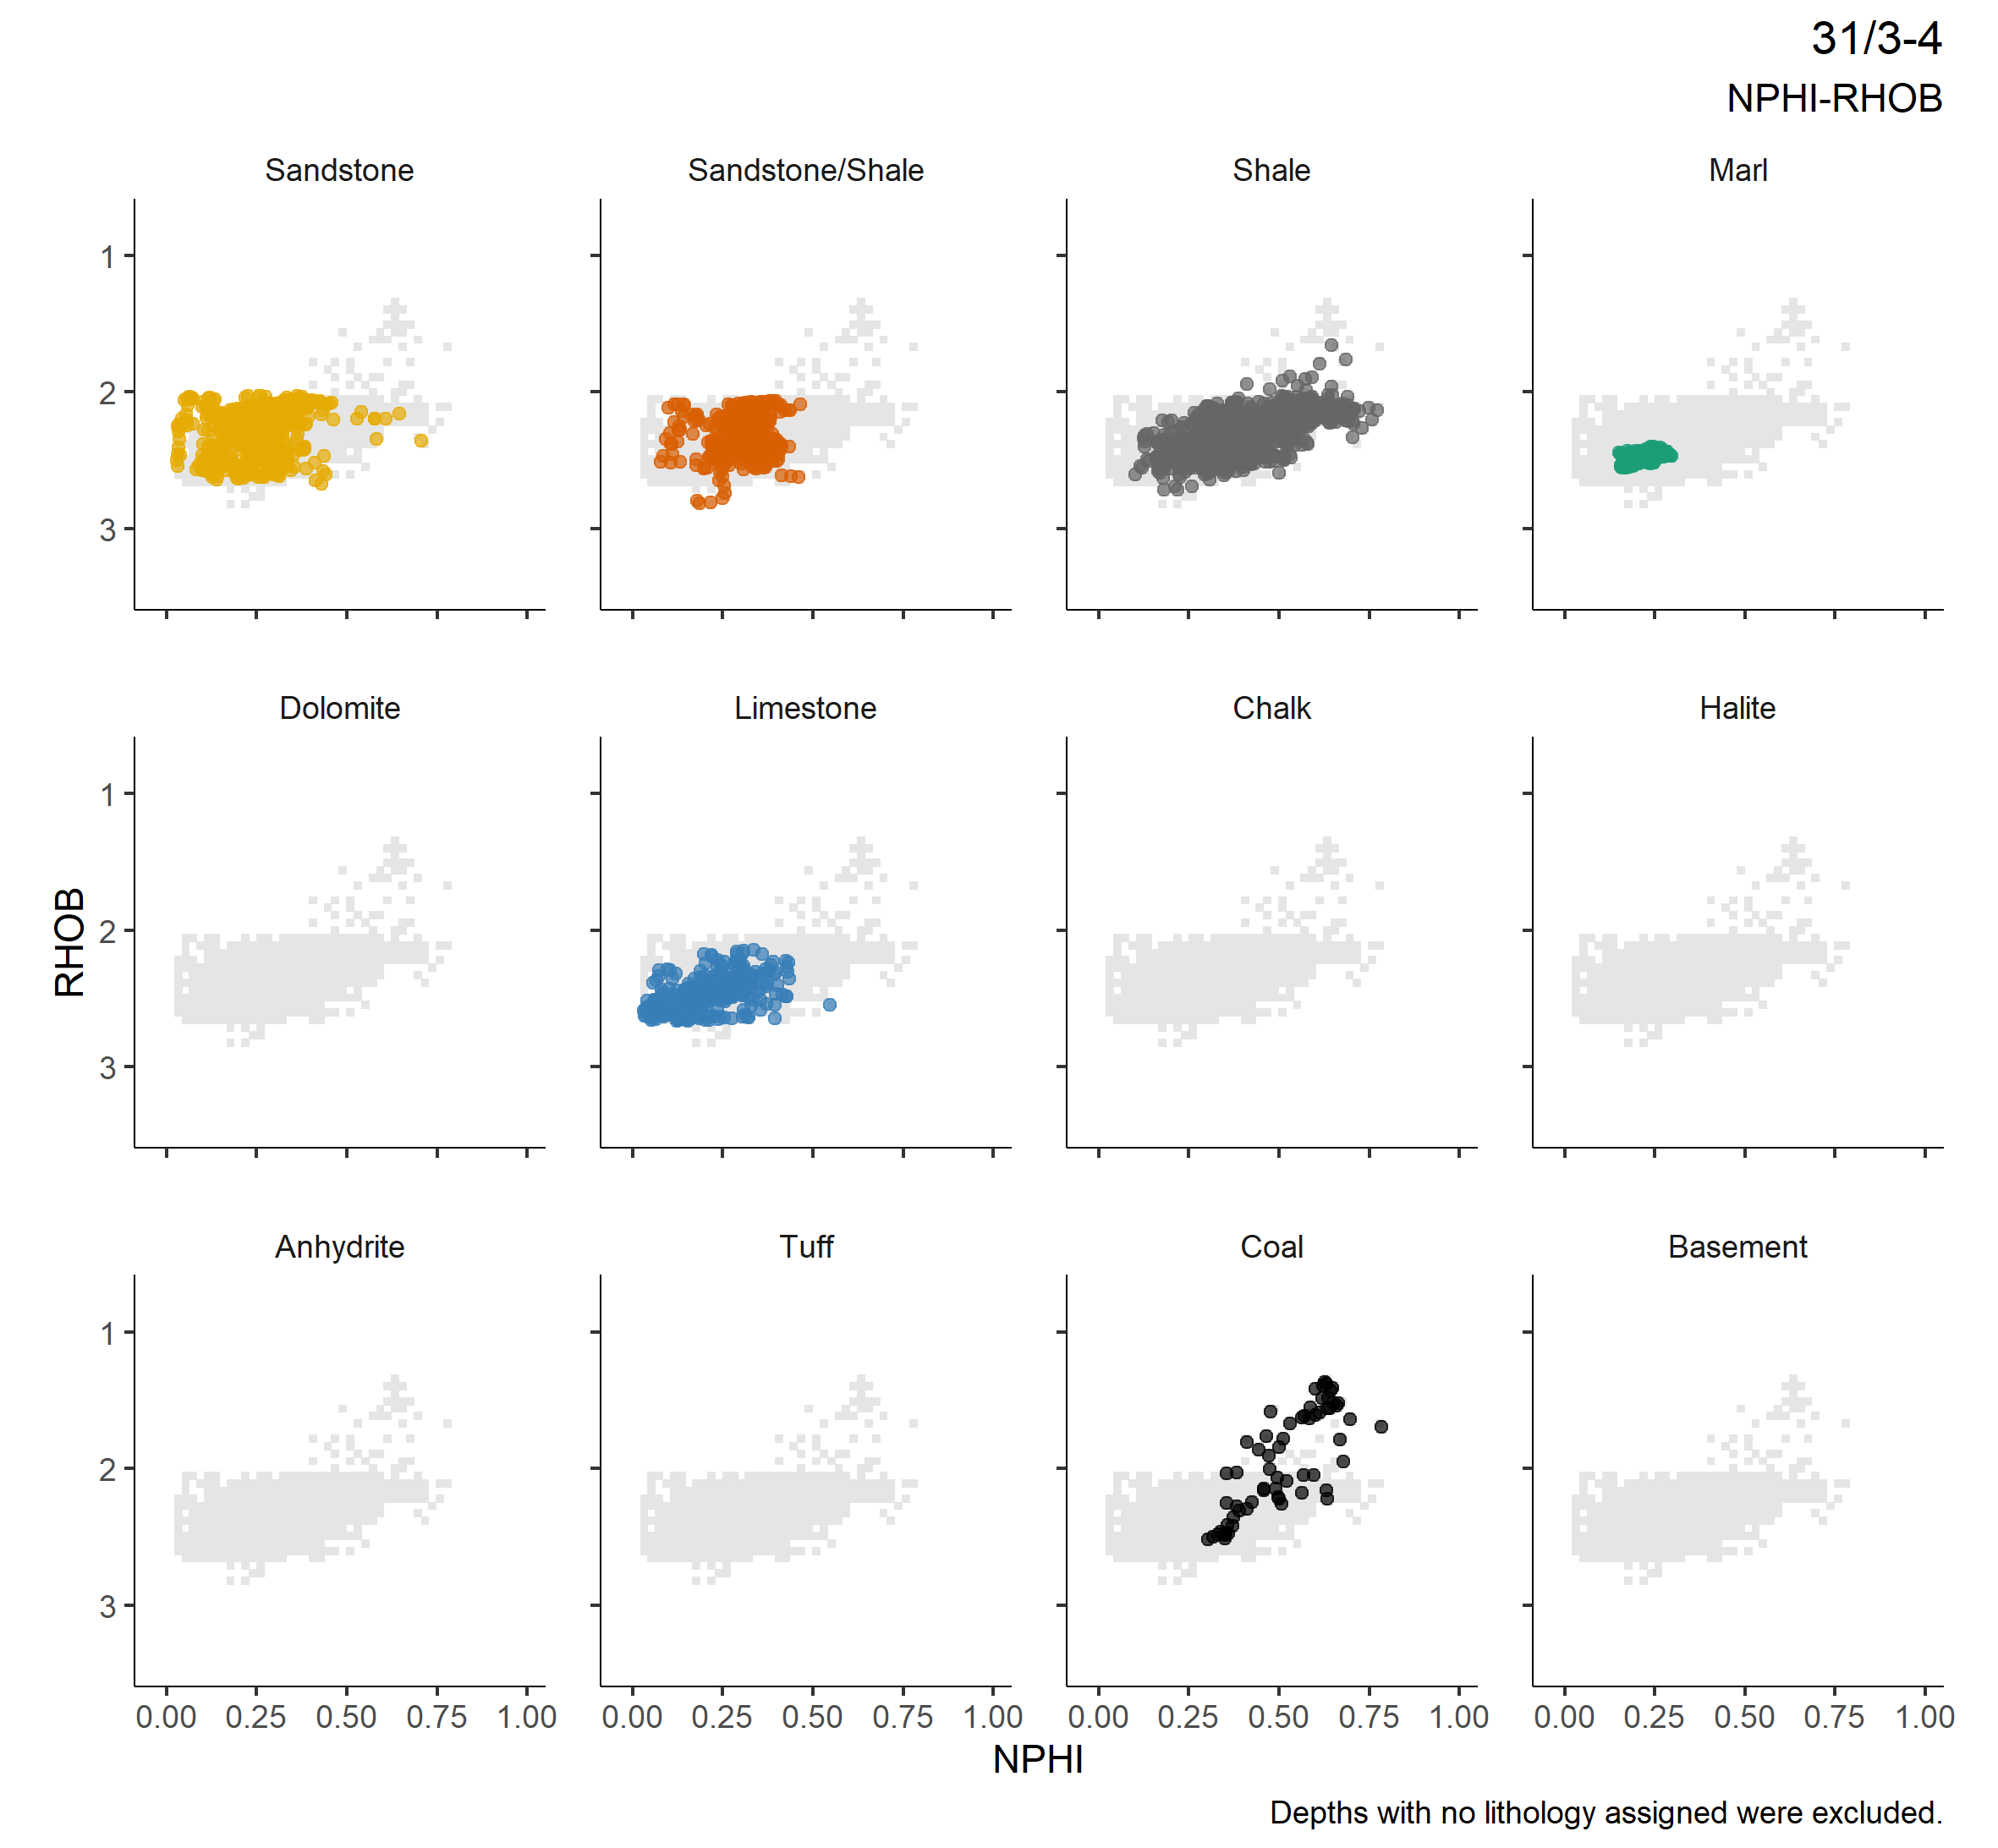 31/3-4
NPHI-RHOB
Sandstone Sandstone/Shale Shale Marl
1
2
3
Dolomite Limestone Chalk Halite
1
2
3
RHOB
Anhydrite Tuff Coal Basement
1
2
3
0.00 0.25 0.50 0.75 1.00 0.00 0.25 0.50 0.75 1.00 0.00 0.25 0.50 0.75 1.00 0.00 0.25 0.50 0.75 1.00
NPHI
Depths with no lithology assigned were excluded.